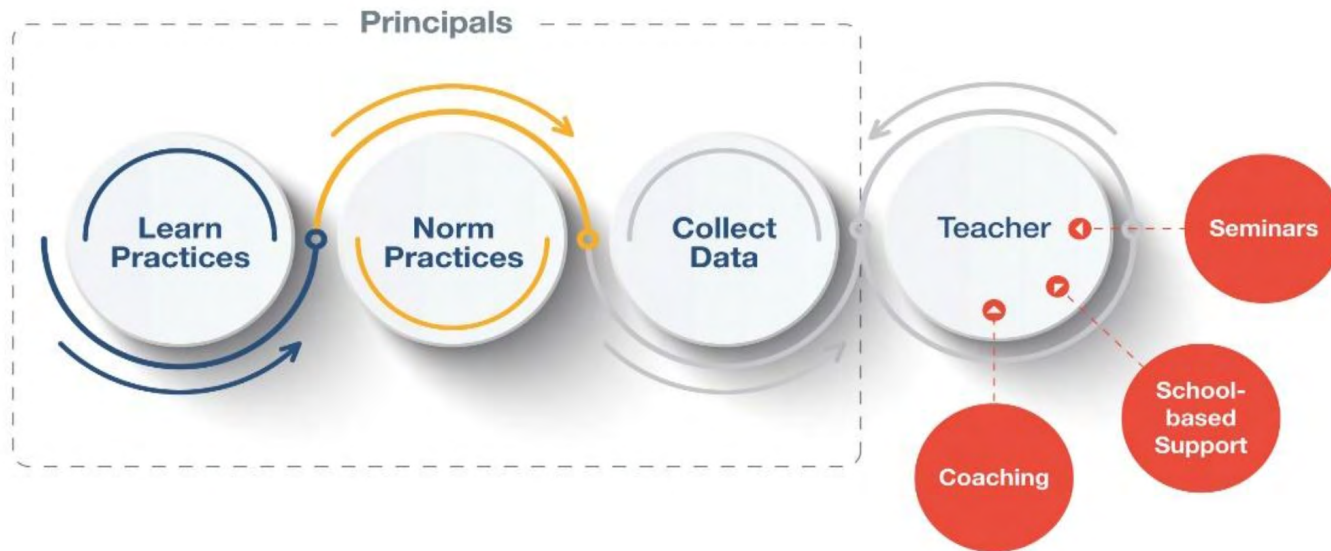 Principals
Learn
Practices
Norm
Practices
Collect
Data
Teacher
Seminars
School-
based
Support
Coaching